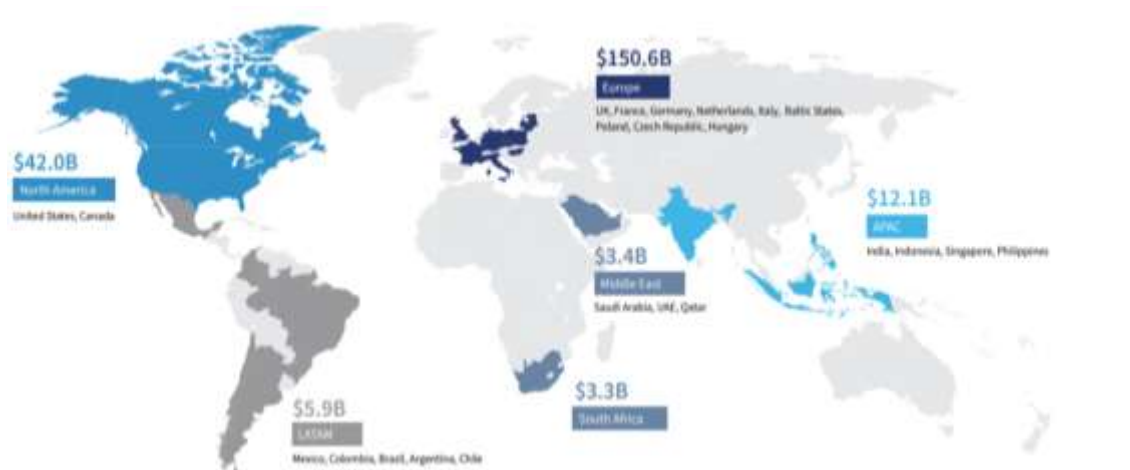 $150.6B
Europe
UK, France, Germany, Netherlands, Italy, Baltic States,
Poland, Czech Republic, Hungary
$42.0B
North America
United States, Canada
$12.1B
APAC
India, Indonesia, Singapore, Philippines
$3.4B
Middle East
Saudi Arabia, UAE, Qatar
$3.3B
South Africa
$5.9B
LATAM
Mexico, Colombia, Brazil, Argentina, Chile